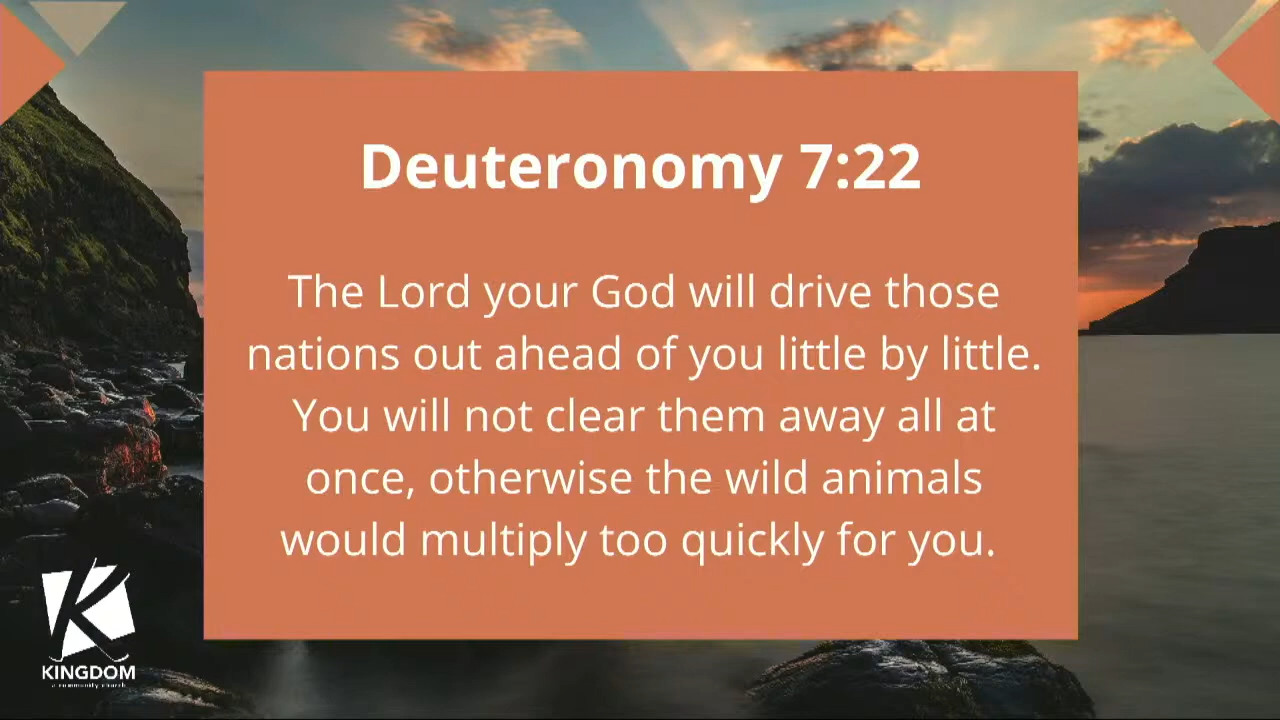 Deuteronomy 7:22
The Lord your God will drive those
nations out ahead of you little by little.
You will not clear them away all at
once, otherwise the wild animals
would multiply too quickly for you.
K
KINGDOM
a community church